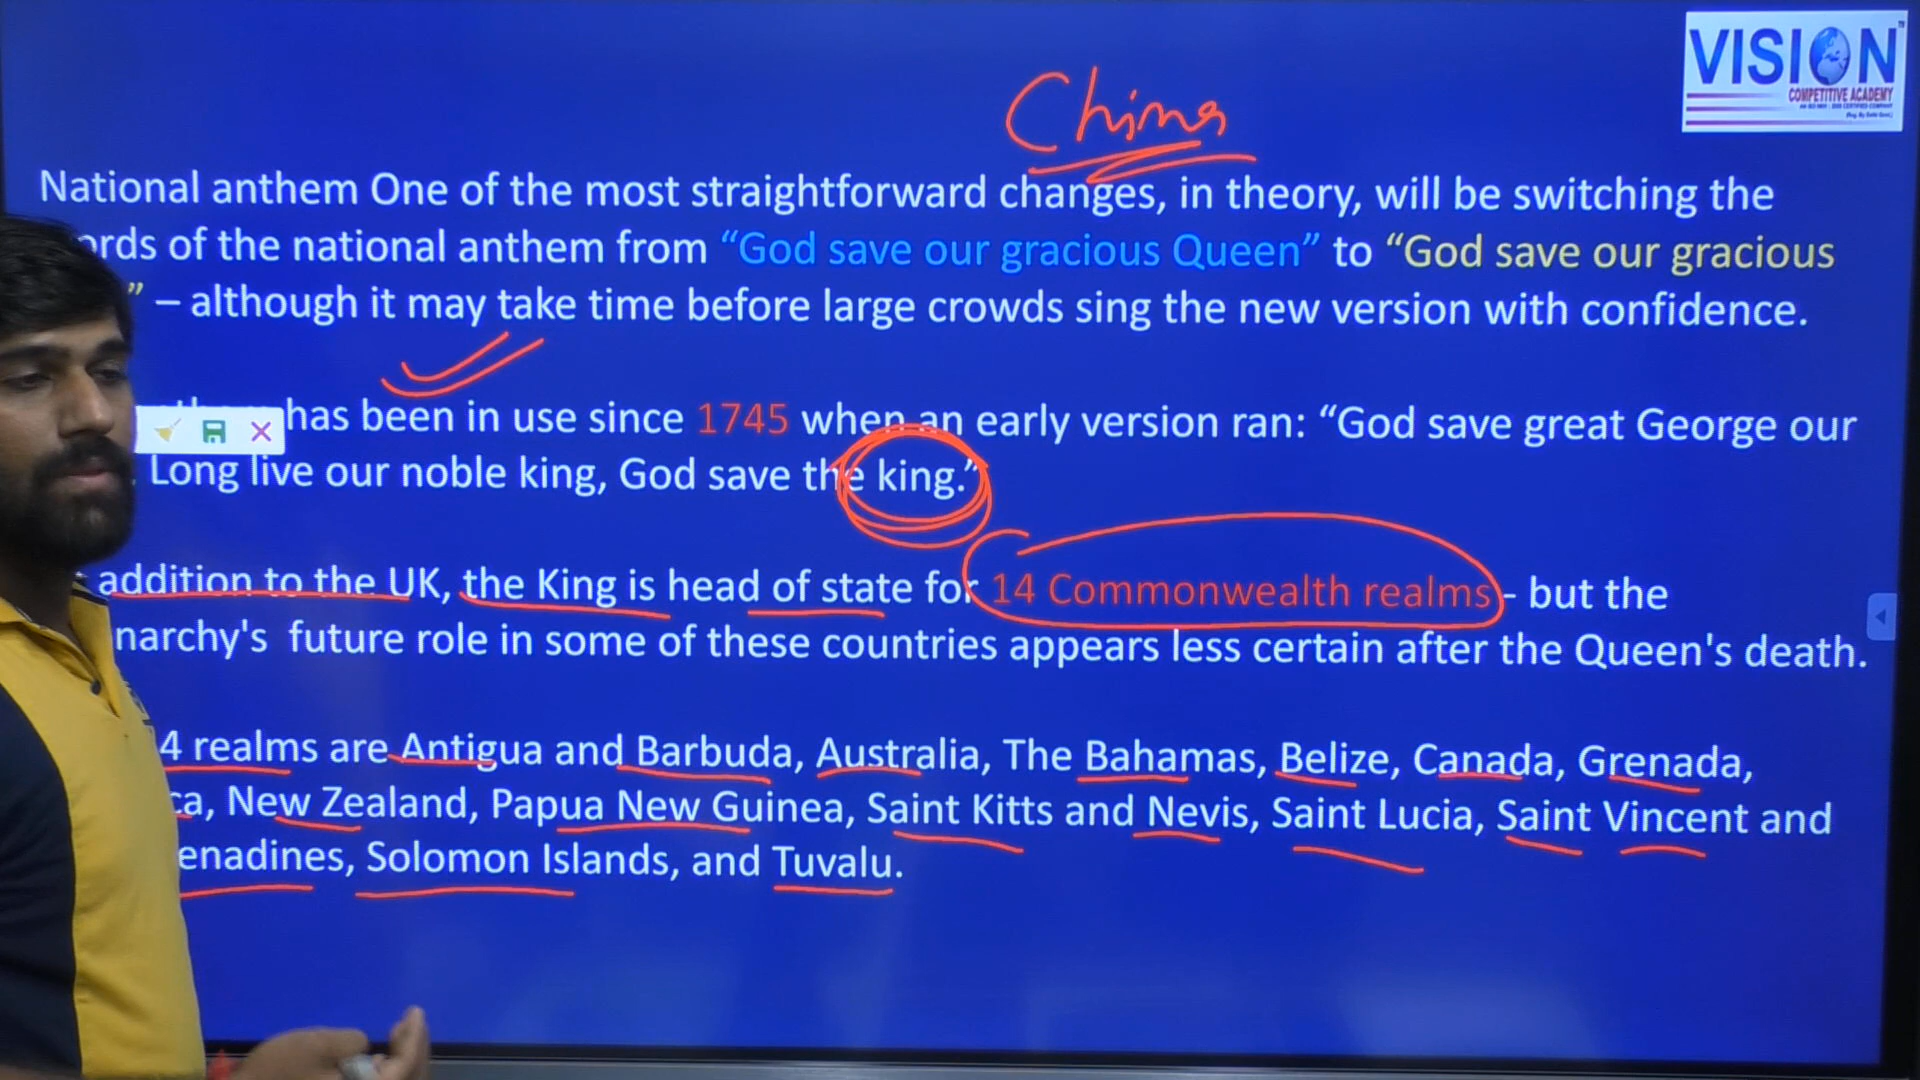 VISION
COMPETITIVE ACADEMY
China
National anthem One of the most straightforward changes, in theory, will be switching the
ords of the national anthem from “God save our gracious Queen” to “God save our gracious
” – although it may take time before large crowds sing the new version with confidence.
has been in use since 1745 when an early version ran: “God save great George our
Long live our noble king, God save the king.”
addition to the UK, the King is head of state for 14 Commonwealth realms - but the
narchy's future role in some of these countries appears less certain after the Queen's death.
4 realms are Antigua and Barbuda, Australia, The Bahamas, Belize, Canada, Grenada,
ca, New Zealand, Papua New Guinea, Saint Kitts and Nevis, Saint Lucia, Saint Vincent and
enadines, Solomon Islands, and Tuvalu.